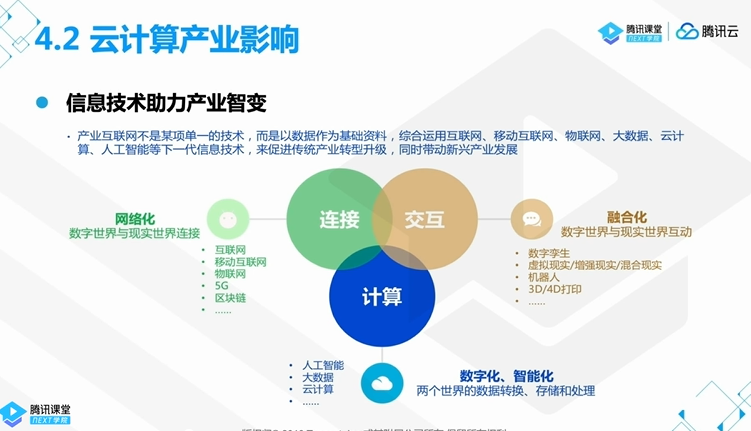 4.2 云计算产业影响
腾讯课堂
NEXT学院
腾讯云
信息技术助力产业智变
• 产业互联网不是某项单一的技术，而是以数据作为基础资料，综合运用互联网、移动互联网、物联网、大数据、云计
算、人工智能等下一代信息技术，来促进传统产业转型升级，同时带动新兴产业发展
网络化
数字世界与现实世界连接
• 互联网
• 移动互联网
• 物联网
• 5G
• 区块链
• ……
连接
交互
计算
融合化
数字世界与现实世界互动
• 数字孪生
• 虚拟现实/增强现实/混合现实
• 机器人
• 3D/4D打印
• ……
• 人工智能
• 大数据
• 云计算
• ……
数字化、智能化
两个世界的数据转换、存储和处理
腾讯课堂
NEXT学院